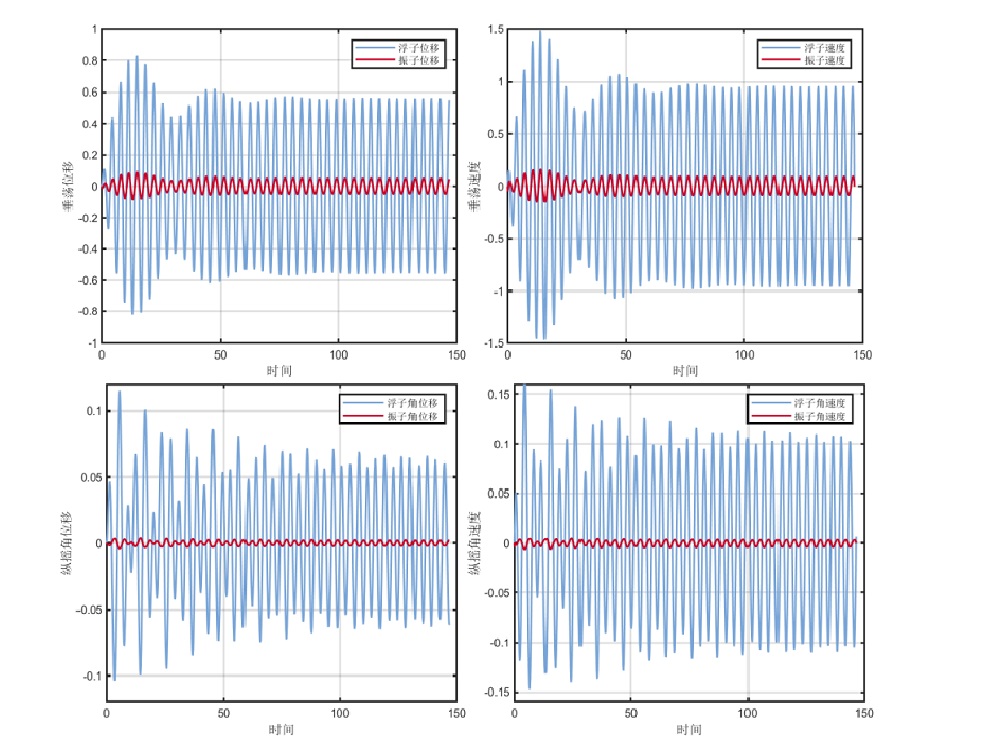 1
0.8
0.6
0.4
0.2
0
-0.2
-0.4
-0.6
-0.8
-1
垂荡位移
浮子位移
振子位移
0 50 100 150
时间
1.5
1
0.5
0
-0.5
-1
-1.5
垂荡速度
浮子速度
振子速度
0 50 100 150
时间
0.1
0.05
0
-0.05
-0.1
纵摇角位移
浮子角位移
振子角位移
0 50 100 150
时间
0.15
0.1
0.05
0
-0.05
-0.1
-0.15
纵摇角速度
浮子角速度
振子角速度
0 50 100 150
时间